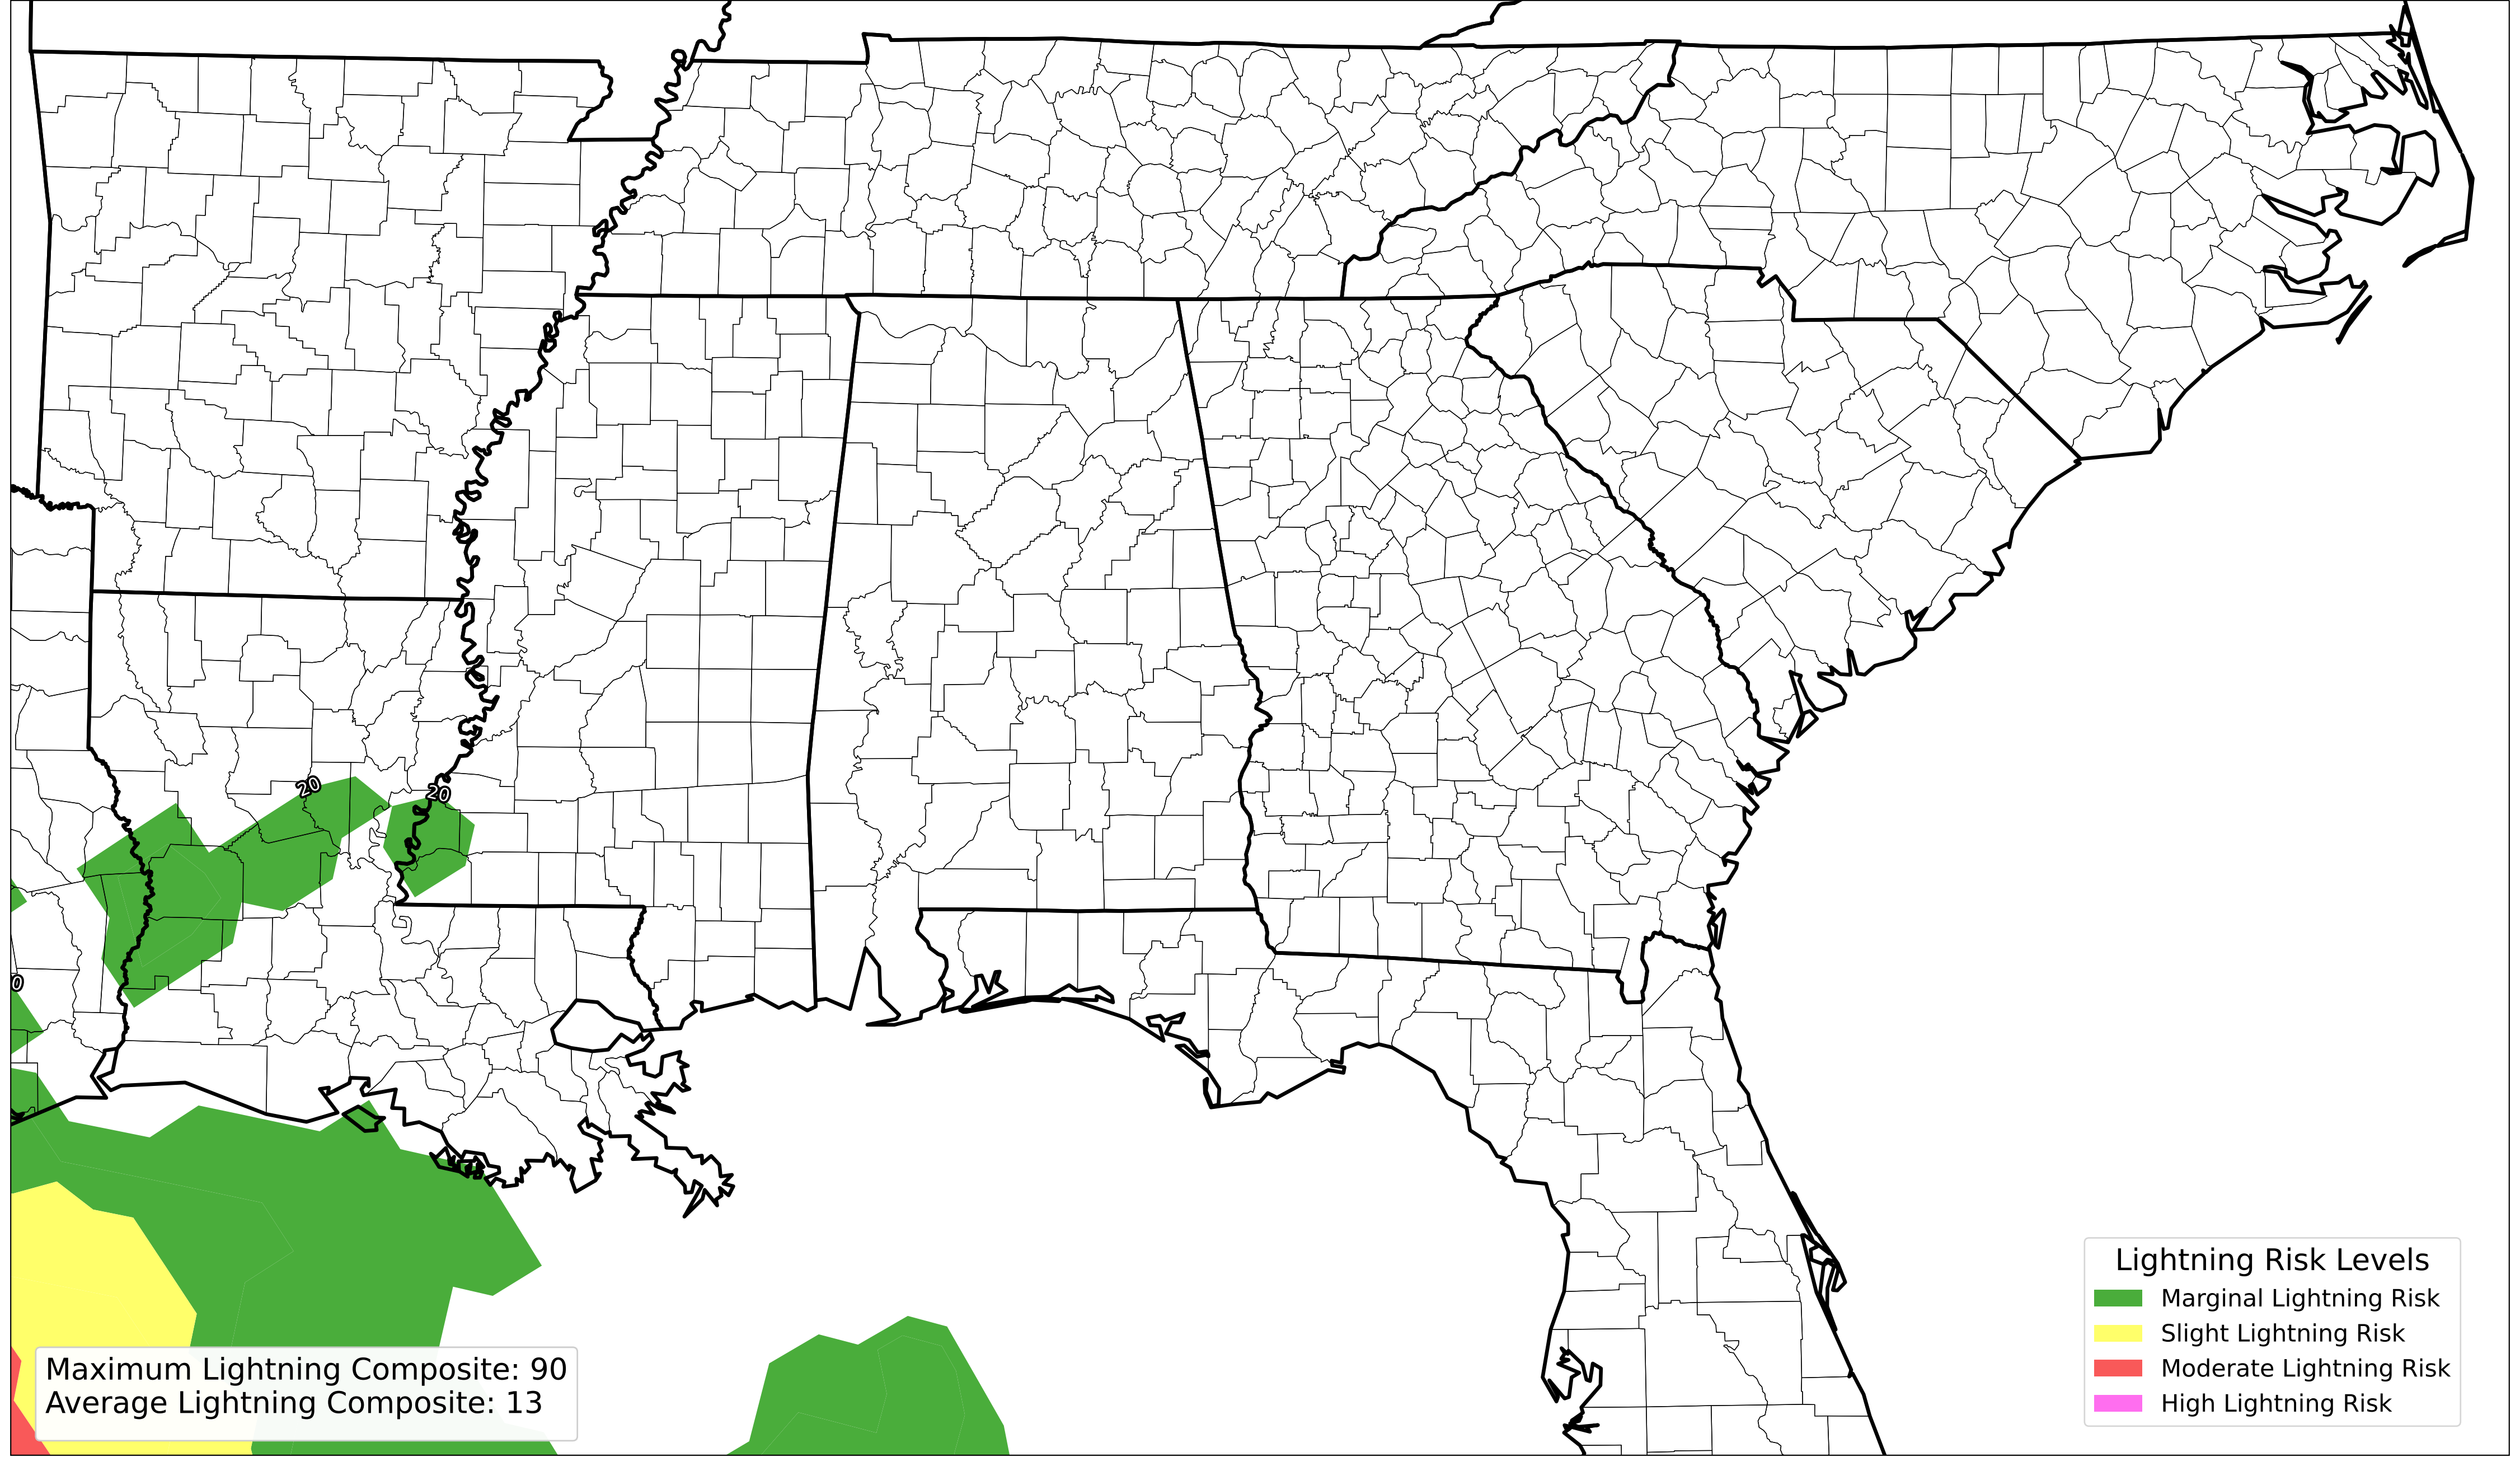 20
20
0
Maximum Lightning Composite: 90
Average Lightning Composite: 13
Lightning Risk Levels
Marginal Lightning Risk
Slight Lightning Risk
Moderate Lightning Risk
High Lightning Risk